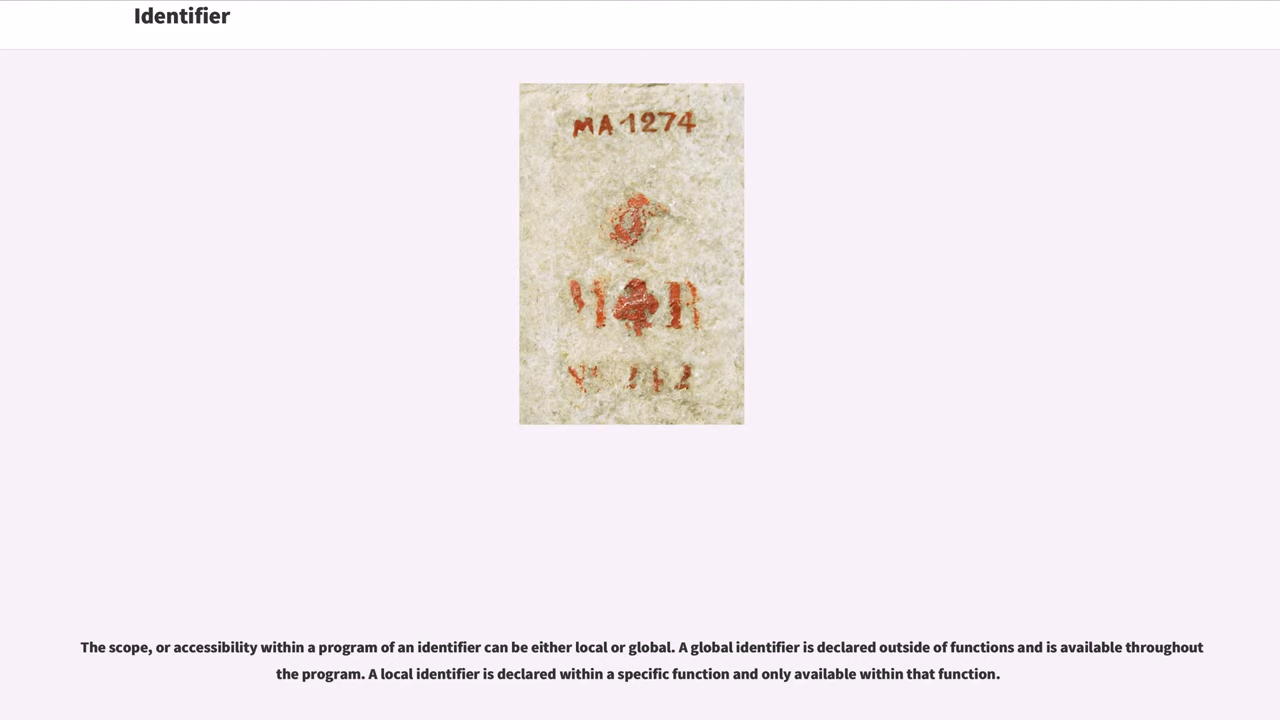 Identifier
MA 1274
The scope, or accessibility within a program of an identifier can be either local or global. A global identifier is declared outside of functions and is available throughout
the program. A local identifier is declared within a specific function and only available within that function.